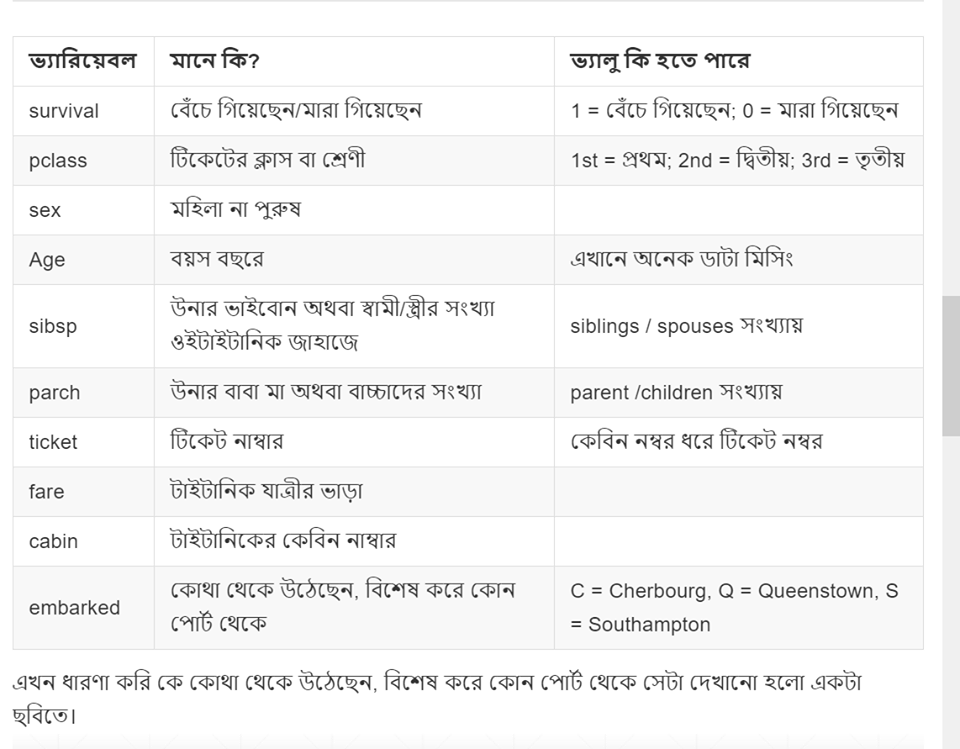 ভ্যারিয়েবল মানে কি? ভ্যালু কি হতে পারে
survival বেঁচে গিয়েছেন/মারা গিয়েছেন 1 = বেঁচে গিয়েছেন; 0 = মারা গিয়েছেন
pclass টিকেটের ক্লাস বা শ্রেণী 1st = প্রথম; 2nd = দ্বিতীয়; 3rd = তৃতীয়
sex মহিলা না পুরুষ
Age বয়স বছরে এখানে অনেক ডাটা মিসিং
sibsp উনার ভাইবোন অথবা স্বামী/স্ত্রীর সংখ্যা
ওইটাইটানিক জাহাজে siblings / spouses সংখ্যায়
parch উনার বাবা মা অথবা বাচ্চাদের সংখ্যা parent /children সংখ্যায়
ticket টিকেট নাম্বার কেবিন নম্বর ধরে টিকেট নম্বর
fare টাইটানিক যাত্রীর ভাড়া
cabin টাইটানিকের কেবিন নাম্বার
embarked কোথা থেকে উঠেছেন, বিশেষ করে কোন
পোর্ট থেকে C = Cherbourg, Q = Queenstown, S
= Southampton
এখন ধারণা করি কে কোথা থেকে উঠেছেন, বিশেষ করে কোন পোর্ট থেকে সেটা দেখানো হলো একটা
ছবিতে।